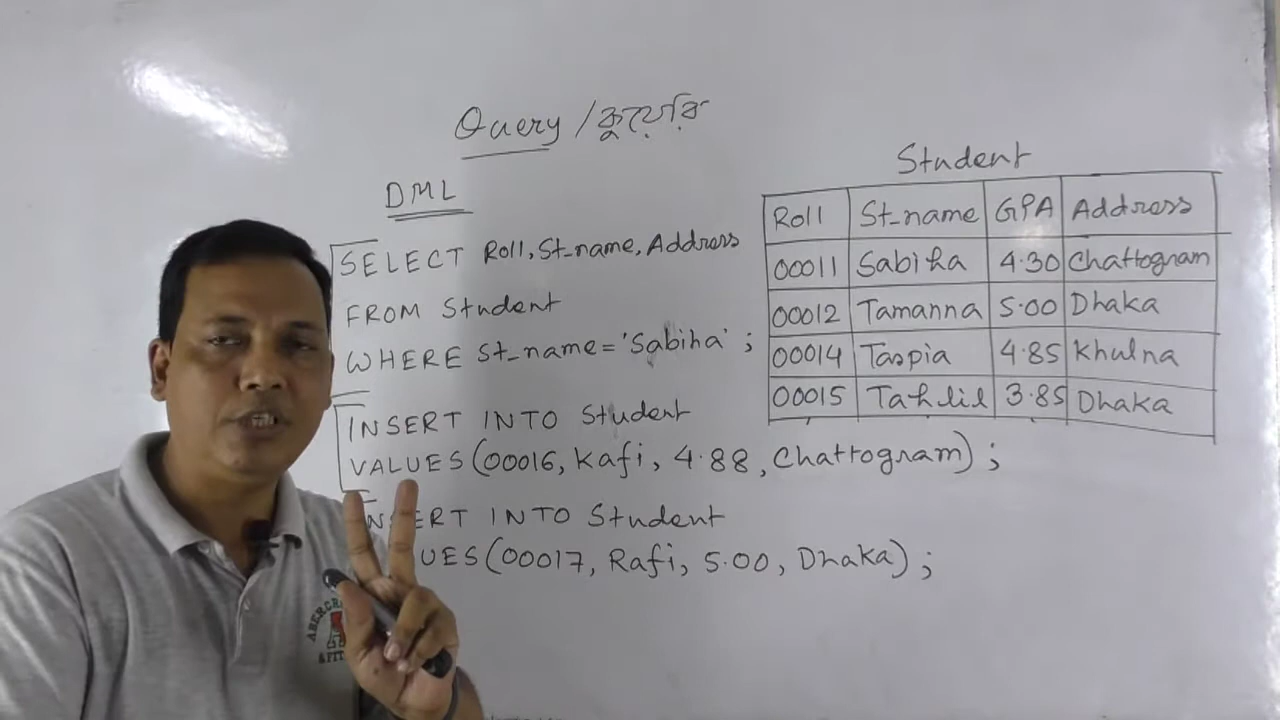 Query / কুয়েরি
DML
SELECT Roll, St_name, Address
FROM Student
WHERE St_name = 'Sabiha' ;
INSERT INTO Student
VALUES (00016, Kafi, 4.88, Chattogram) ;
INSERT INTO Student
UES (00017, Rafi, 5.00, Dhaka) ;
Student
Roll St_name GPA Address
00011 Sabiha 4.30 Chattogram
00012 Tamanna 5.00 Dhaka
00014 Taspia 4.85 Khulna
00015 Tahlil 3.85 Dhaka